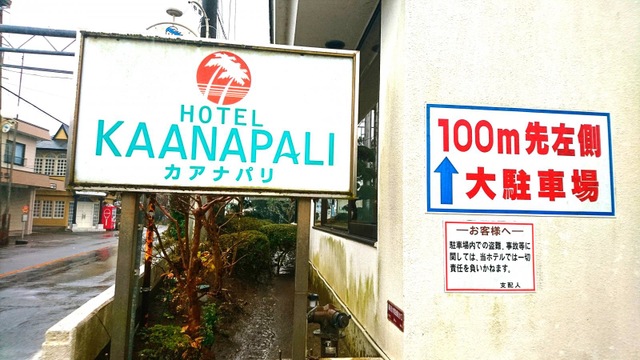 HOTEL
KAANAPALI
カアナパリ
100m先左側
大駐車場
―お客様へ―
駐車場内での盗難、事故等に
関しては、当ホテルでは一切
責任を負いかねます。
支配人